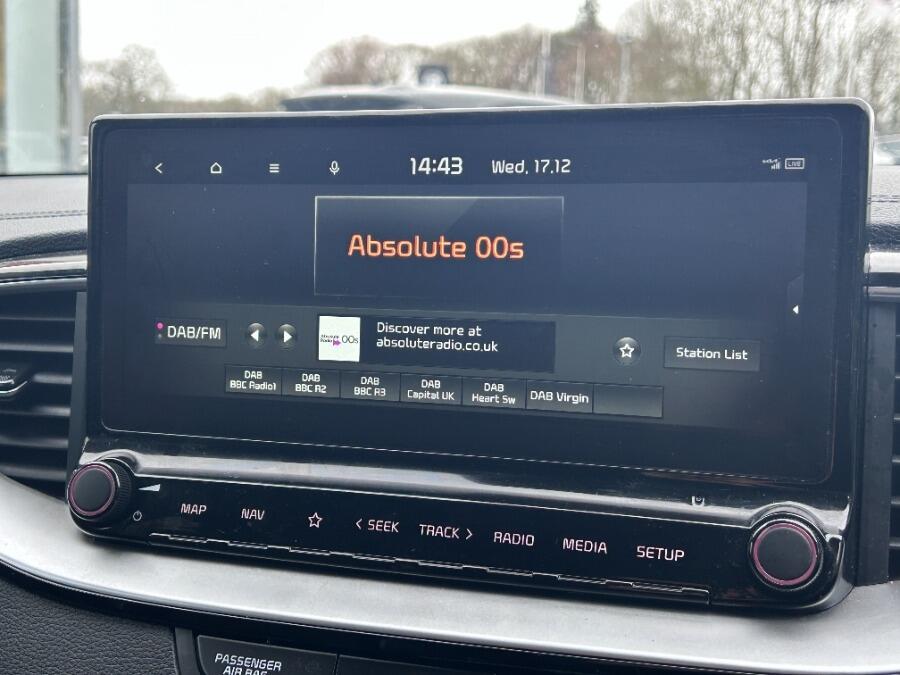 14:43 Wed, 17.12
LIVE
Absolute 00s
DAB/FM
Absolute
Radio 00s
Discover more at
absoluteradio.co.uk
Station List
DAB
BBC Radio1
DAB
BBC R2
DAB
BBC R3
DAB
Capital UK
DAB
Heart Sw
DAB Virgin
MAP
NAV
SEEK
TRACK
RADIO
MEDIA
SETUP
PASSENGER
AIR BAG